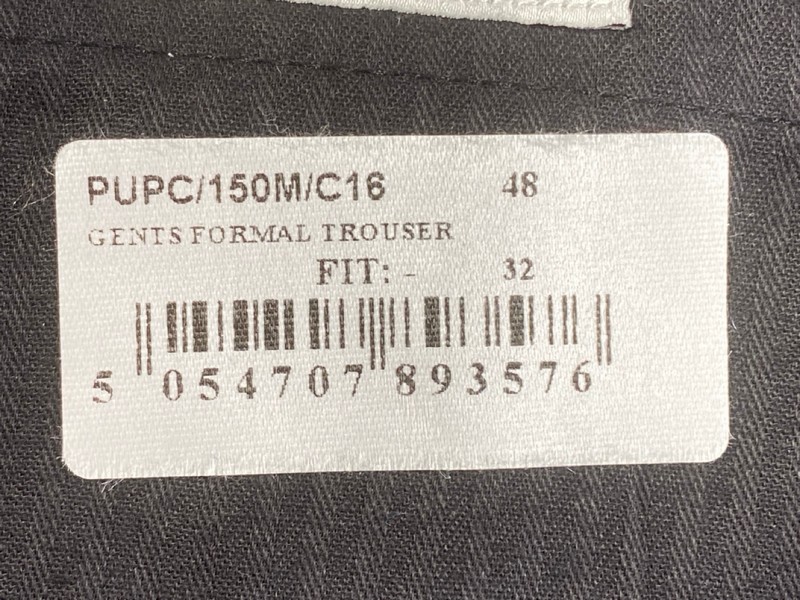 PUPC/150M/C16 48
GENTS FORMAL TROUSER
FIT: - 32
5 054707 893576